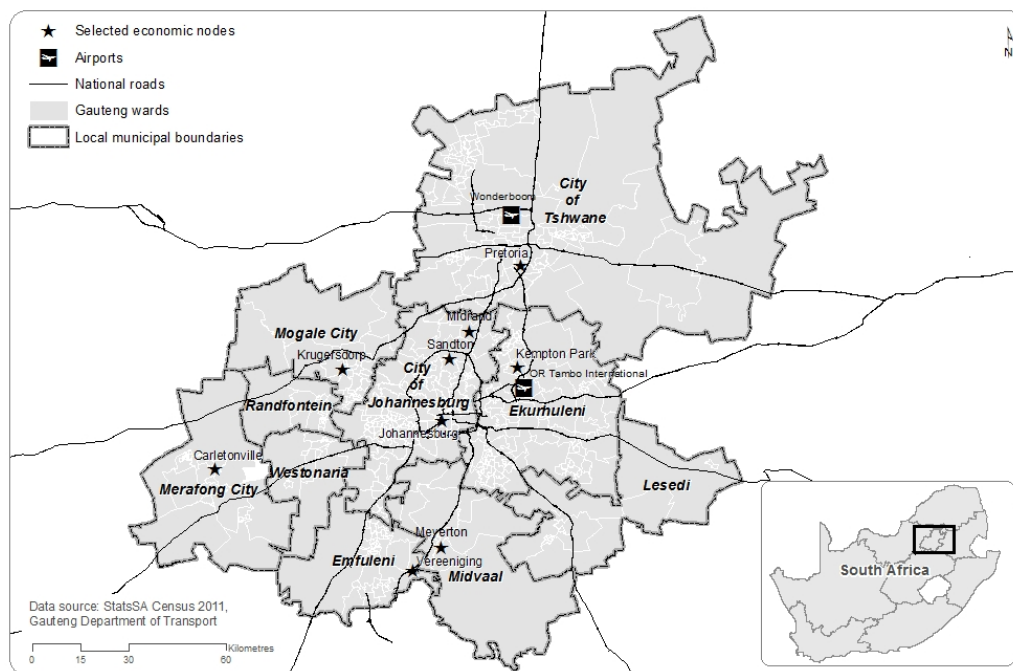 Selected economic nodes
Airports
National roads
Gauteng wards
Local municipal boundaries
N
Wonderboom
City
of
Tshwane
Pretoria
Midrand
Mogale City
Sandton
Krugersdorp
Kempton Park
City
of
OR Tambo International
Randfontein
Johannesburg
Ekurhuleni
Johannesburg
Carletonville
Westonaria
Merafong City
Lesedi
Meyerton
Emfuleni
Vereeniging
Midvaal
South Africa
Data source: StatsSA Census 2011,
Gauteng Department of Transport
Kilometres
0 15 30 60